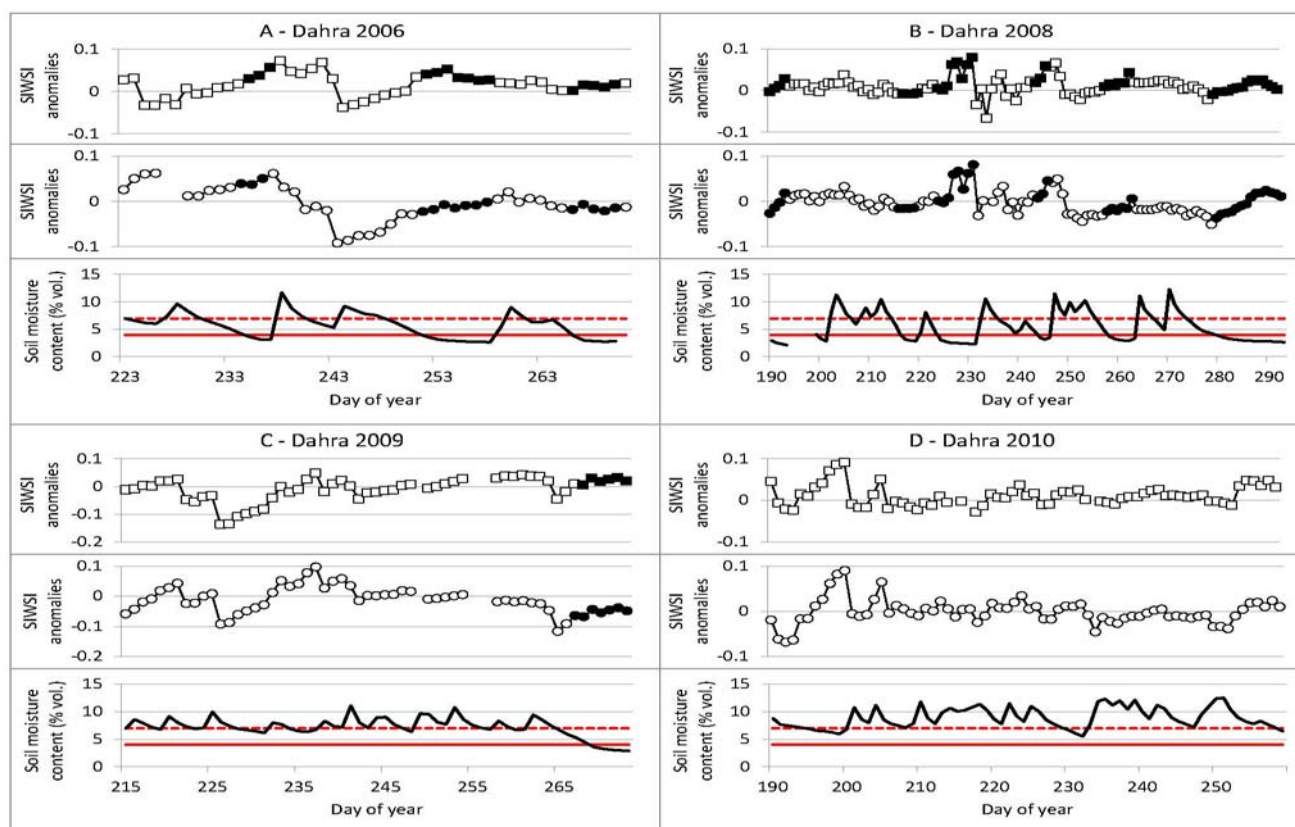 A - Dahra 2006
SIWSI anomalies
0.1
0
-0.1
SIWSI anomalies
0.1
0
-0.1
Soil moisture content (% vol.)
15
10
5
0
223 233 243 253 263
Day of year
B - Dahra 2008
SIWSI anomalies
0.1
0
-0.1
SIWSI anomalies
0.1
0
-0.1
Soil moisture content (% vol.)
15
10
5
0
190 200 210 220 230 240 250 260 270 280 290
Day of year
C - Dahra 2009
SIWSI anomalies
0.1
0
-0.1
-0.2
SIWSI anomalies
0.1
0
-0.1
-0.2
Soil moisture content (% vol.)
15
10
5
0
215 225 235 245 255 265
Day of year
D - Dahra 2010
SIWSI anomalies
0.1
0
-0.1
SIWSI anomalies
0.1
0
-0.1
Soil moisture content (% vol.)
15
10
5
0
190 200 210 220 230 240 250
Day of year